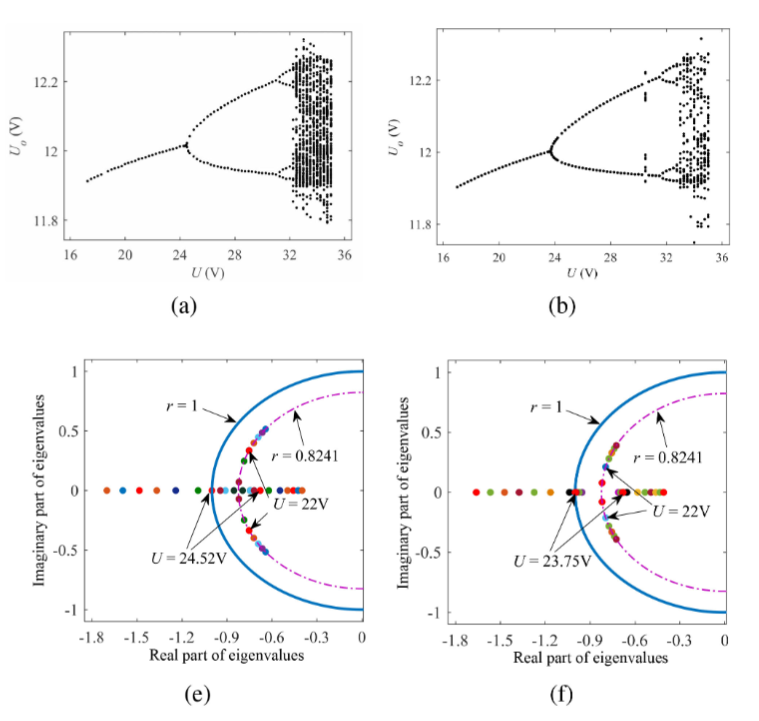 12.2
12
11.8
U_o (V)
16 20 24 28 32 36
U (V)
(a)
12.2
12
11.8
U_o (V)
16 20 24 28 32 36
U (V)
(b)
1
0.5
0
-0.5
-1
Imaginary part of eigenvalues
r = 1
r = 0.8241
U = 22V
U = 24.52V
-1.8 -1.5 -1.2 -0.9 -0.6 -0.3 0
Real part of eigenvalues
(e)
1
0.5
0
-0.5
-1
Imaginary part of eigenvalues
r = 1
r = 0.8241
U = 22V
U = 23.75V
-1.8 -1.5 -1.2 -0.9 -0.6 -0.3 0
Real part of eigenvalues
(f)